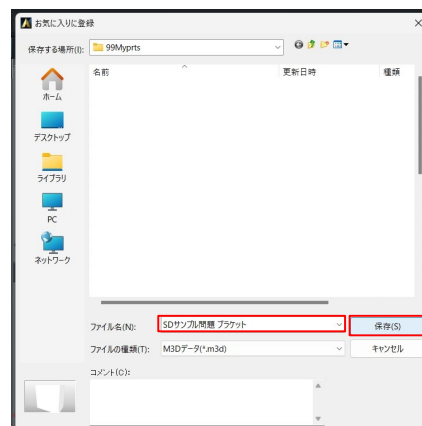 お気に入りに登録
保存する場所(I): 99Myprts
名前 更新日時 種類
ホーム
デスクトップ
ライブラリ
PC
ネットワーク
ファイル名(N): SDサンプル問題 ブラケット 保存(S)
ファイルの種類(T): M3Dデータ(*.m3d) キャンセル
コメント(C):